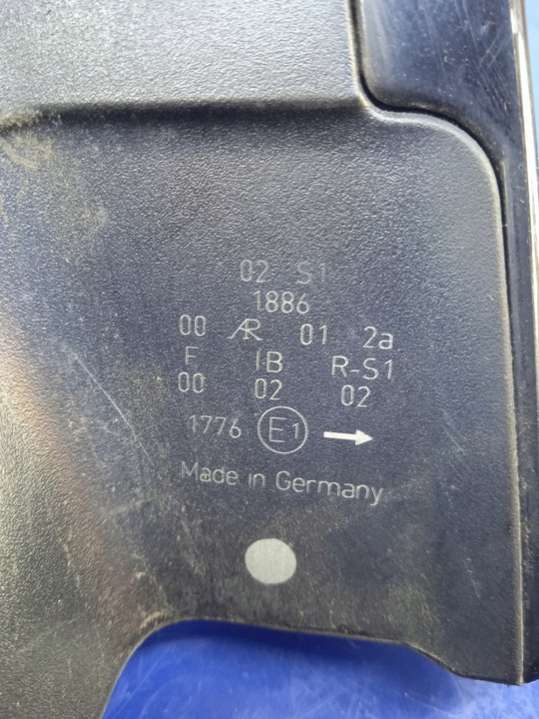 02 S1
1886
00 AR 01 2a
F IB R-S1
00 02 02
1776 E1 →
Made in Germany